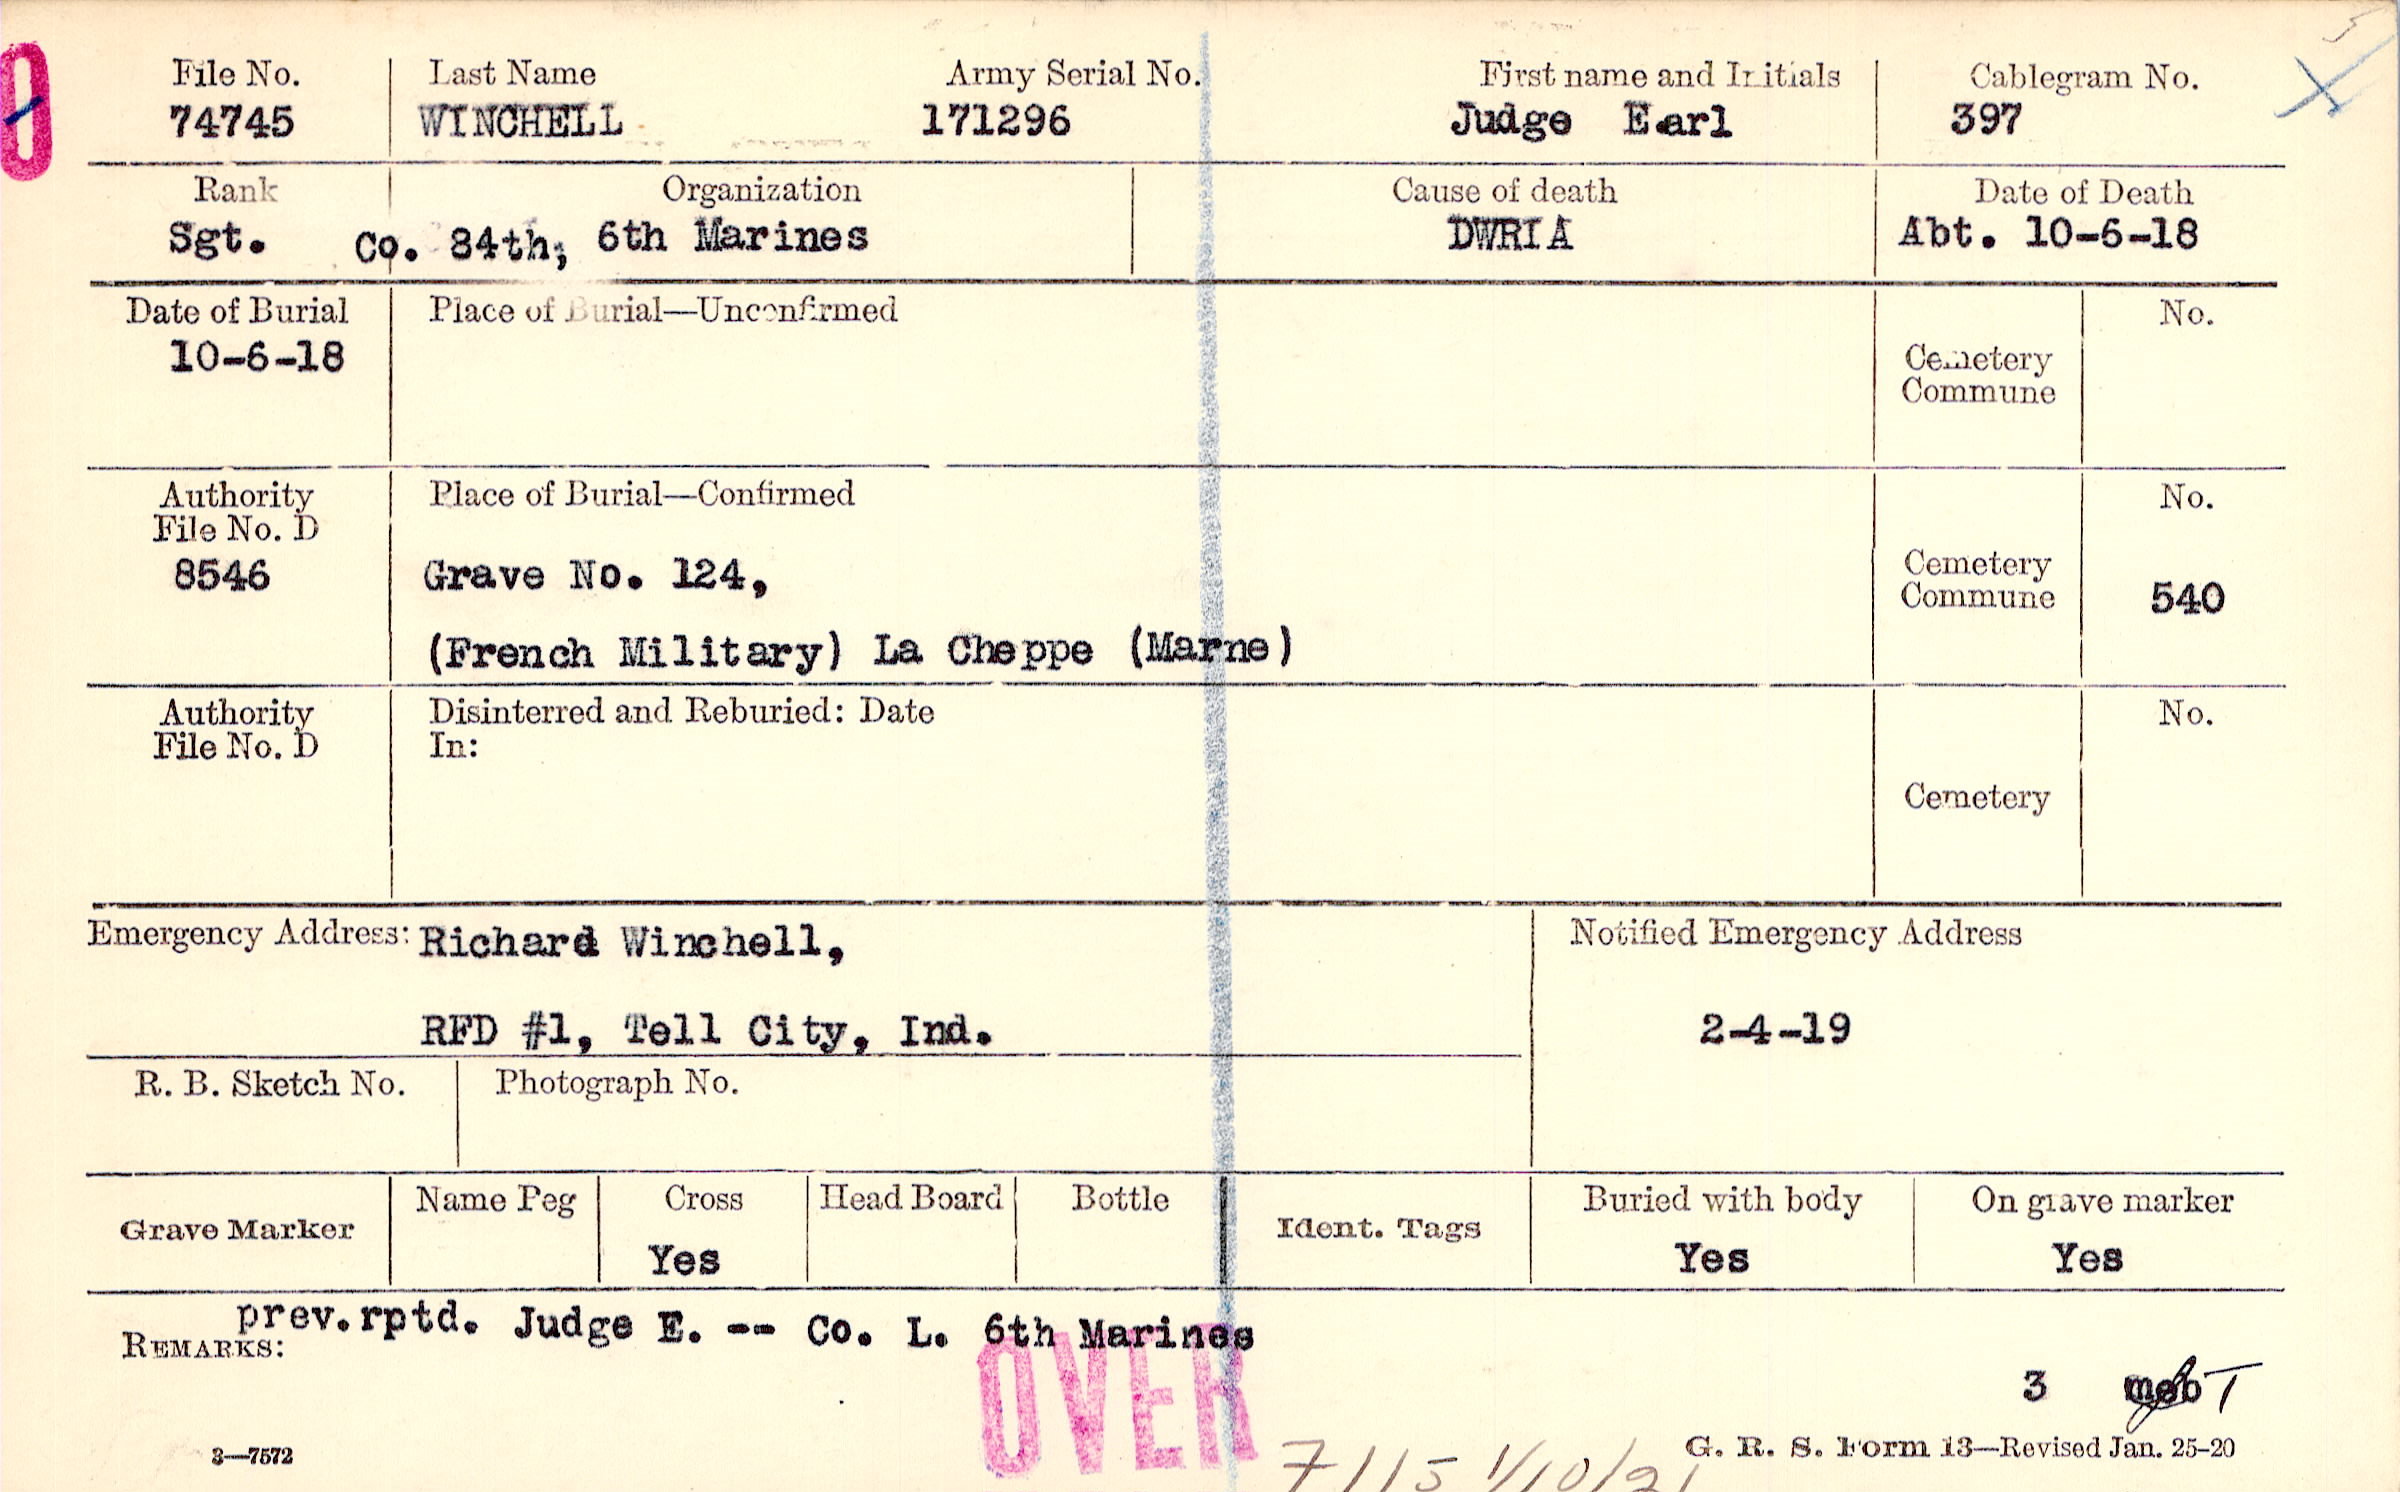 File No. Last Name Army Serial No. First name and Initials Cablegram No.
74745 WINCHELL 171296 Judge Earl 397
Rank Organization Cause of death Date of Death
Sgt. Co. 84th, 6th Marines DWRIA Abt. 10-6-18
Date of Burial Place of Burial—Unconfirmed No.
10-6-18
Cemetery
Commune
Authority Place of Burial—Confirmed No.
File No. D
8546 Grave No. 124,
Cemetery
Commune 540
(French Military) La Cheppe (Marne)
Authority Disinterred and Reburied: Date No.
File No. D In:
Cemetery
Emergency Address: Richard Winchell, Notified Emergency Address
RFD #1, Tell City, Ind. 2-4-19
R. B. Sketch No. Photograph No.
Grave Marker Name Peg Cross Head Board Bottle Ident. Tags Buried with body On grave marker
Yes Yes Yes
prev.rptd. Judge E. -- Co. L. 6th Marines
REMARKS:
OVER
3
3—7572 G. R. S. Form 13—Revised Jan. 25-20
7115 1/10/21